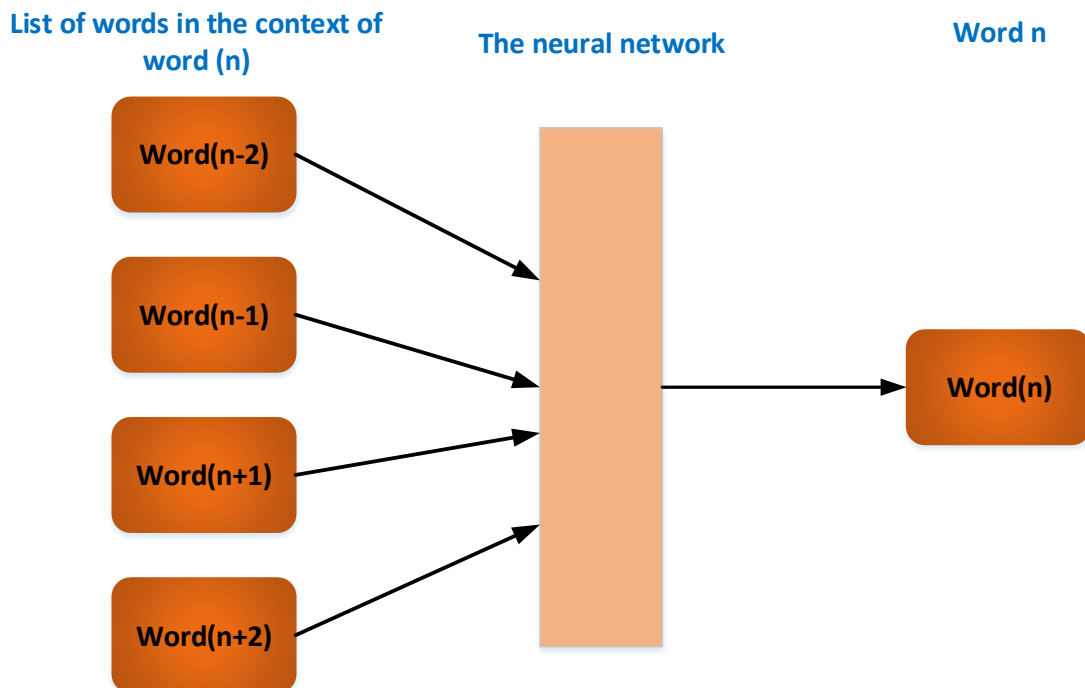 List of words in the context of
word (n)
The neural network
Word n
Word(n-2)
Word(n-1)
Word(n+1)
Word(n+2)
Word(n)